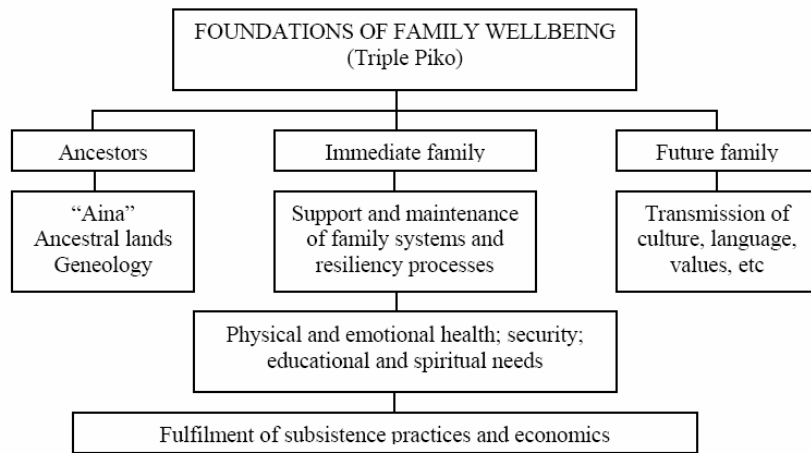 FOUNDATIONS OF FAMILY WELLBEING
(Triple Piko)
Ancestors
Immediate family
Future family
“Aina”
Ancestral lands
Geneology
Support and maintenance
of family systems and
resiliency processes
Transmission of
culture, language,
values, etc
Physical and emotional health; security;
educational and spiritual needs
Fulfilment of subsistence practices and economics